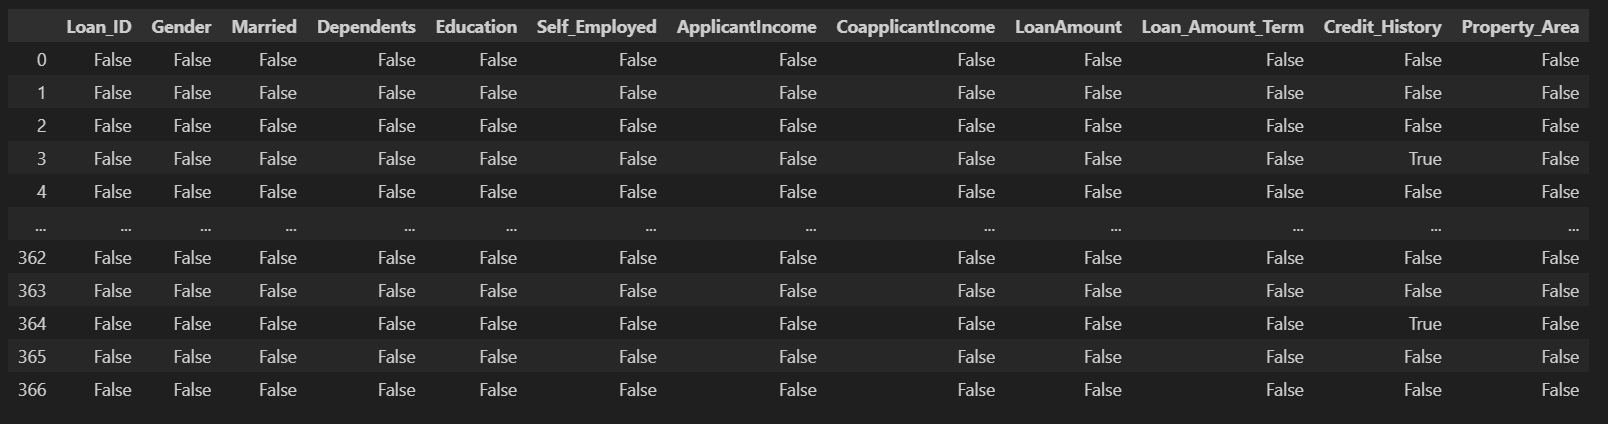 Loan_ID Gender Married Dependents Education Self_Employed ApplicantIncome CoapplicantIncome LoanAmount Loan_Amount_Term Credit_History Property_Area
0 False False False False False False False False False False False False
1 False False False False False False False False False False False False
2 False False False False False False False False False False False False
3 False False False False False False False False False False True False
4 False False False False False False False False False False False False
... ... ... ... ... ... ... ... ... ... ... ... ...
362 False False False False False False False False False False False False
363 False False False False False False False False False False False False
364 False False False False False False False False False False True False
365 False False False False False False False False False False False False
366 False False False False False False False False False False False False